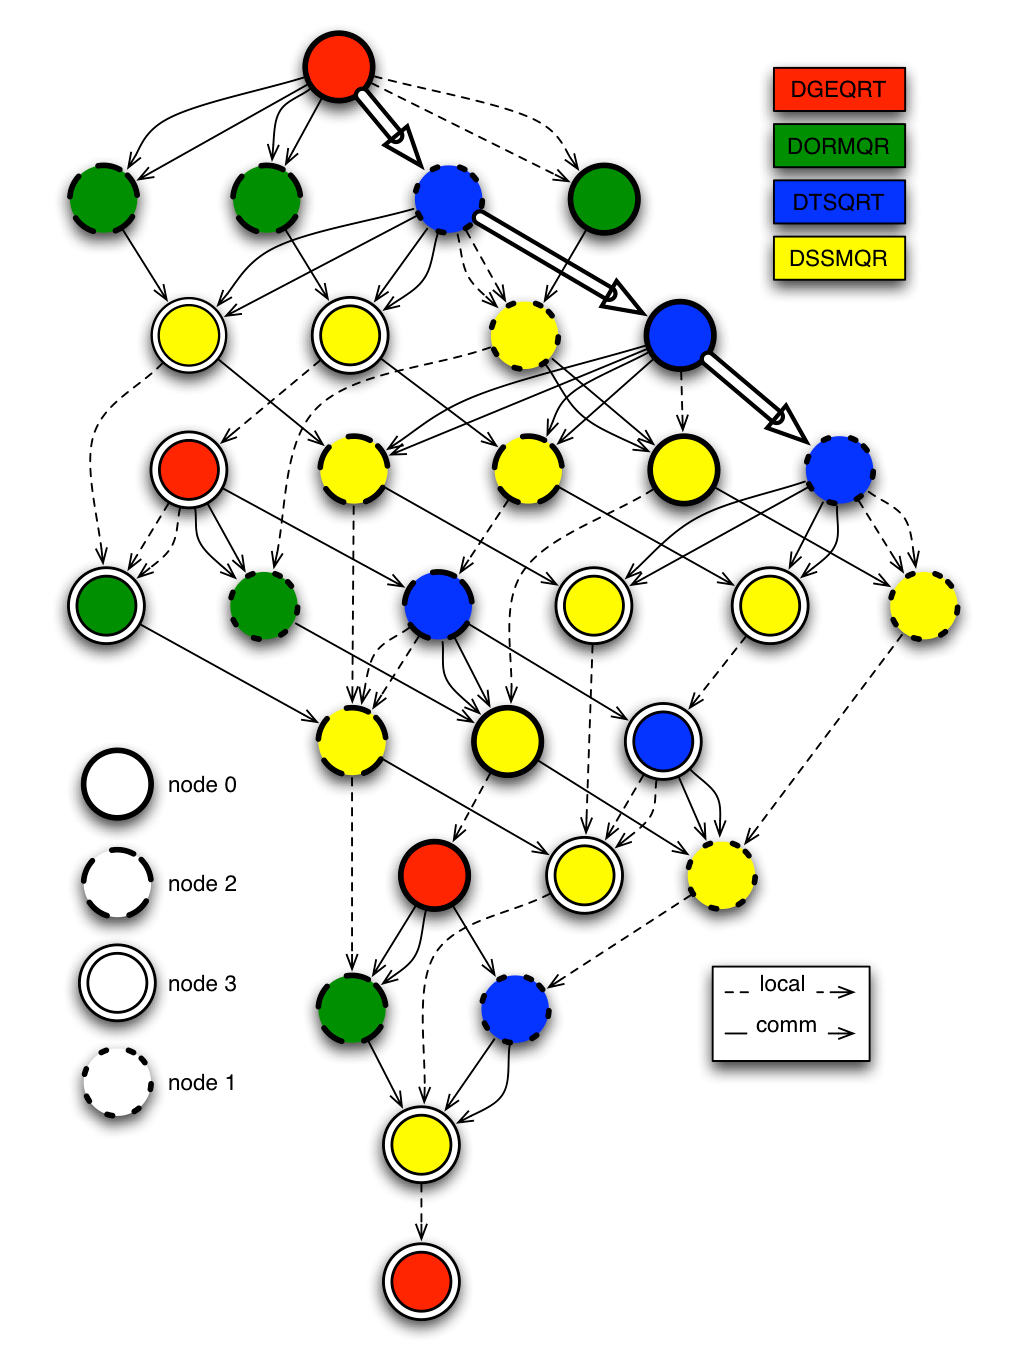 DGEQRT
DORMQR
DTSQRT
DSSMQR
node 0
node 2
node 3
node 1
local
comm